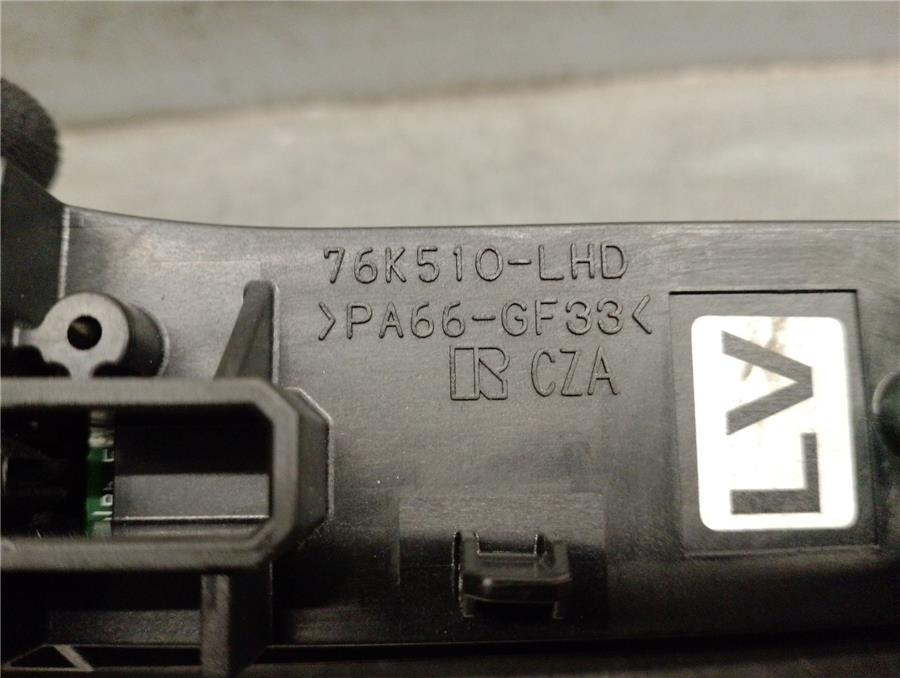 76K510-LHD
>PA66-GF33<
R CZA
LV